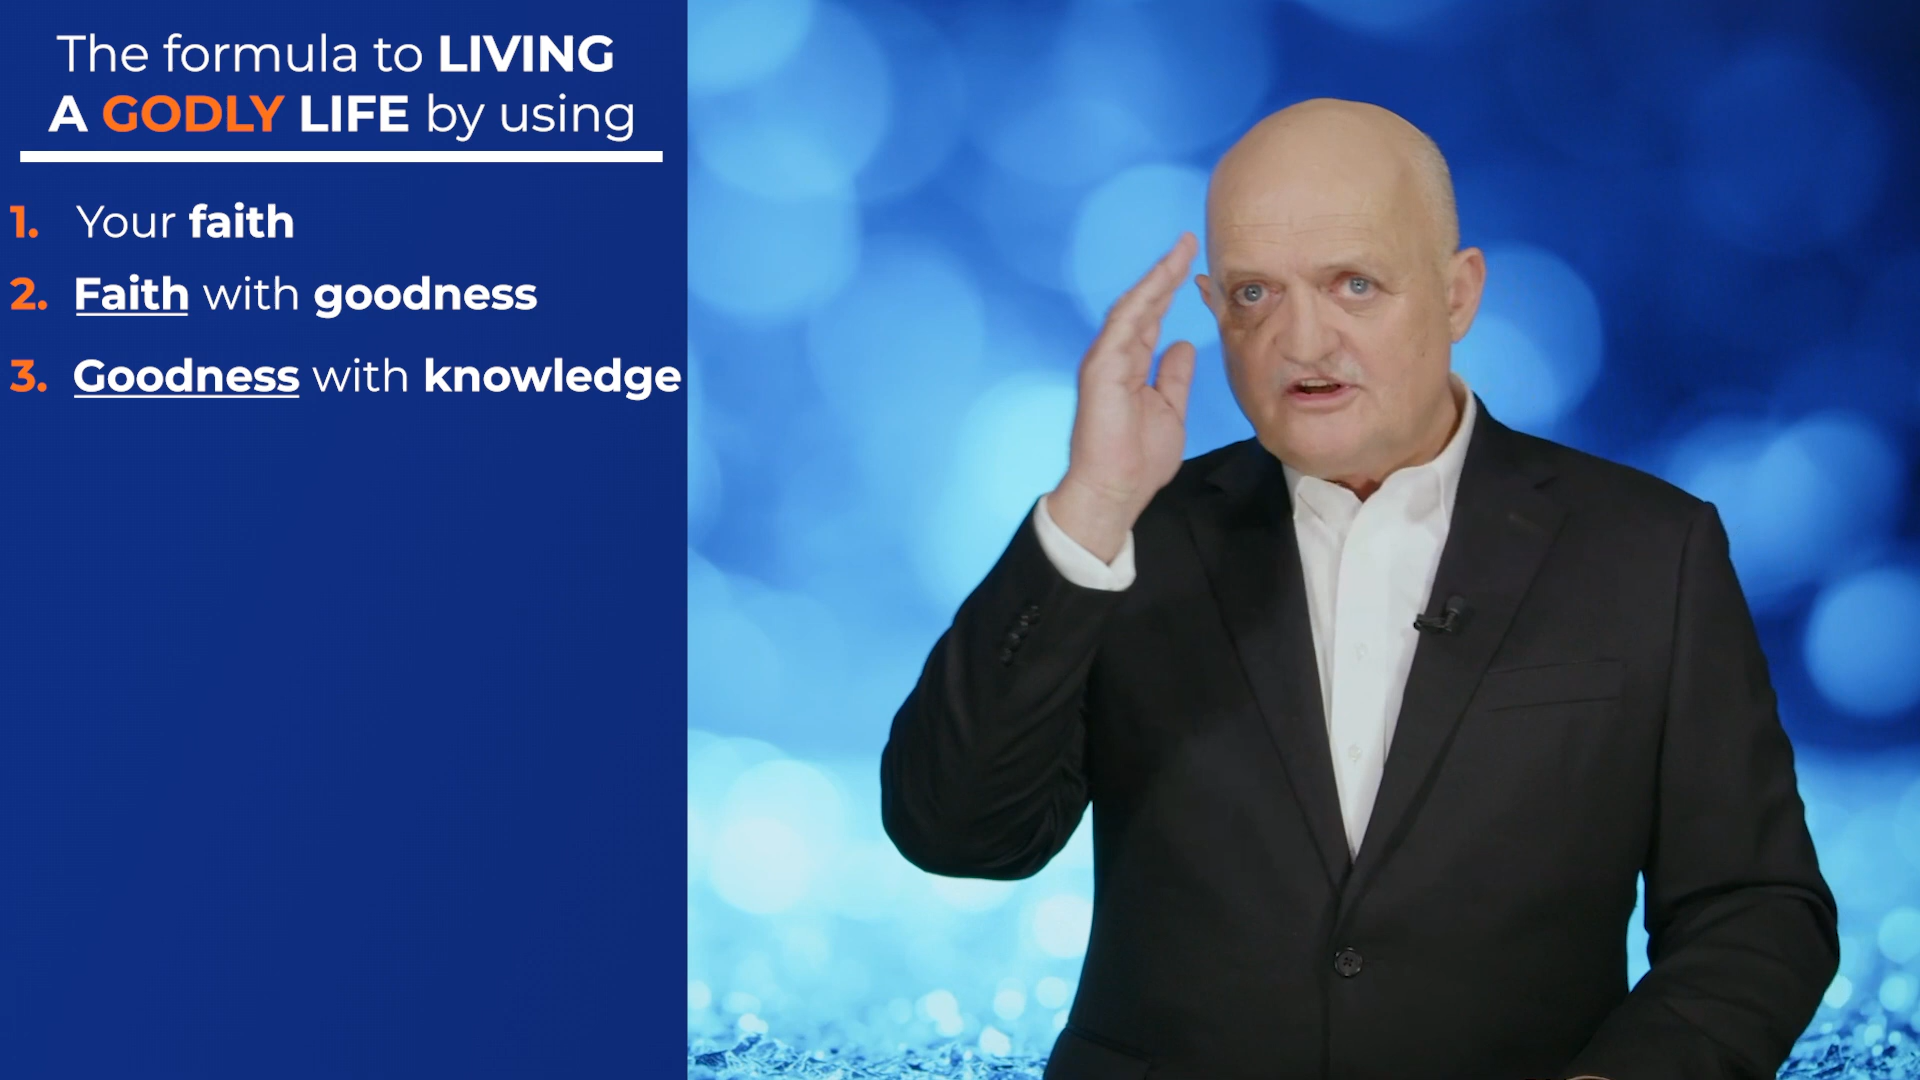 The formula to LIVING
A GODLY LIFE by using
1. Your faith
2. Faith with goodness
3. Goodness with knowledge